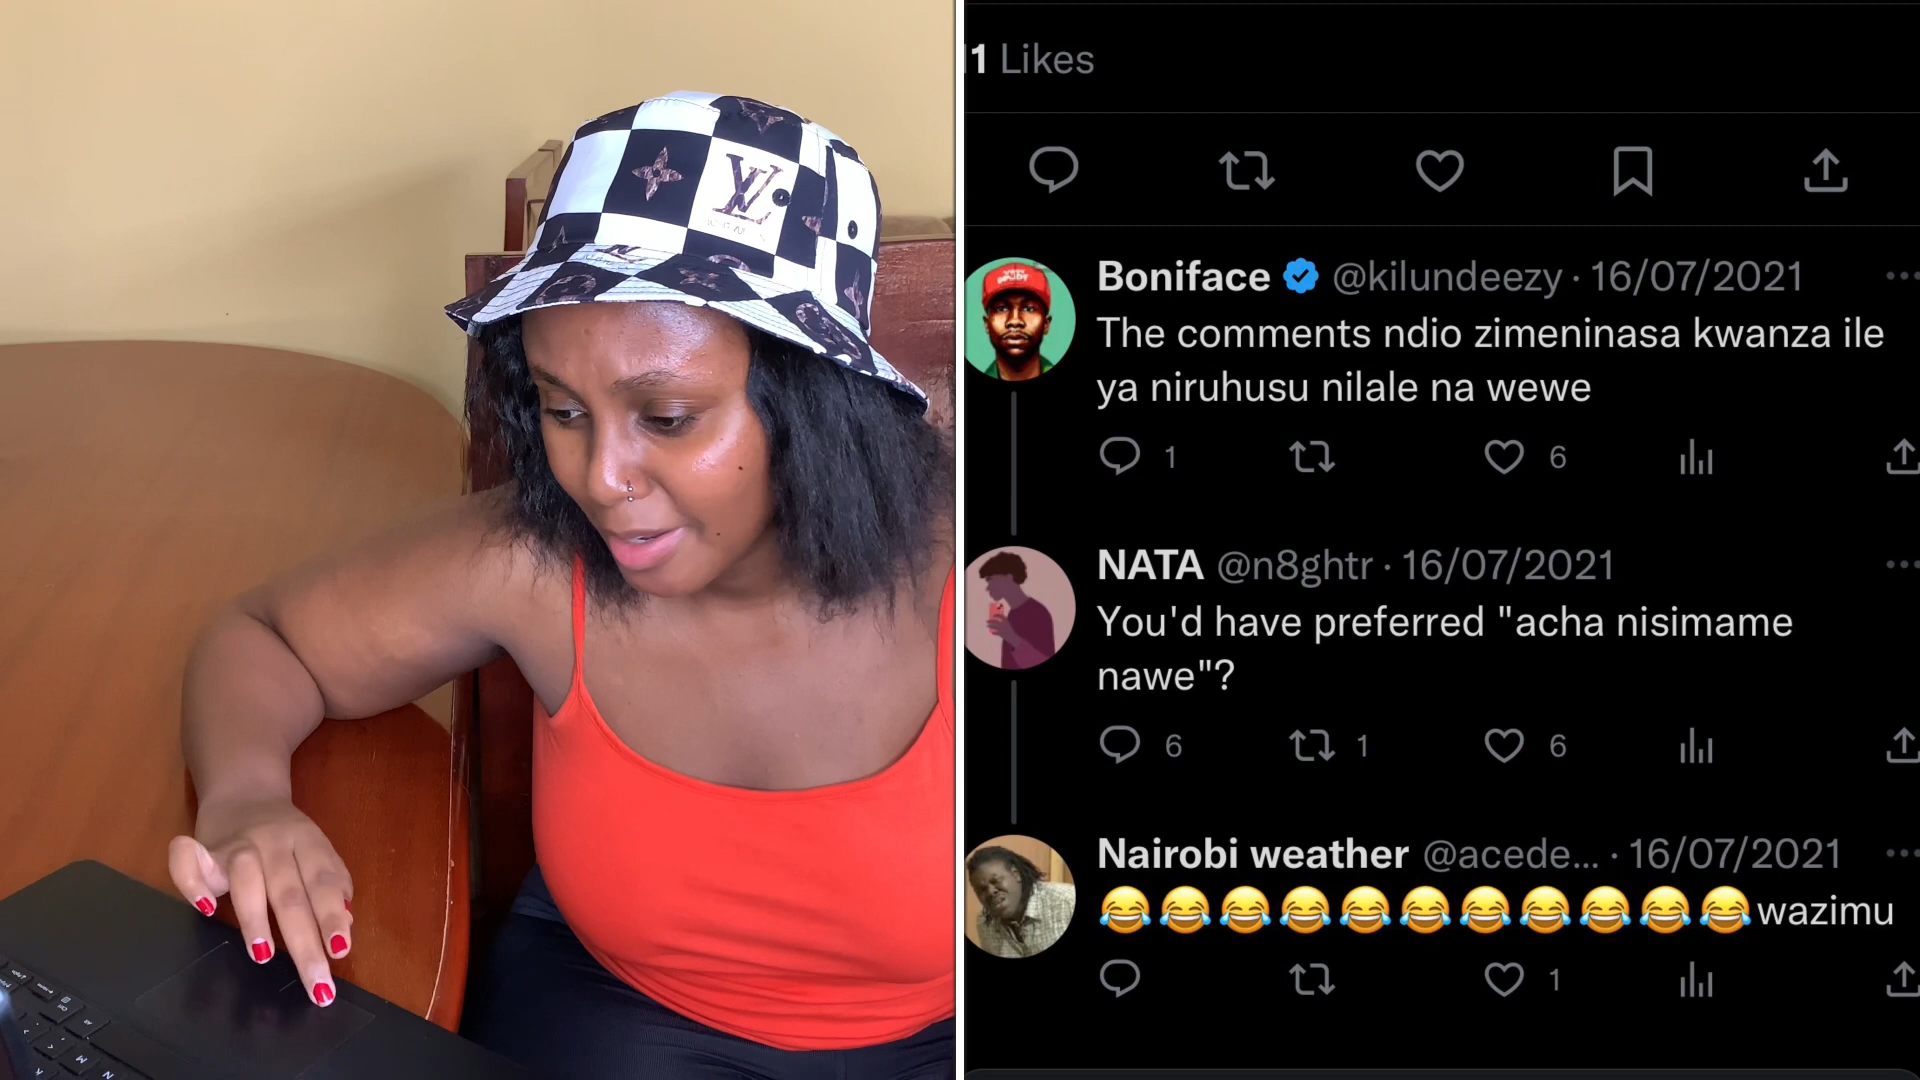 LV
1 Likes
Boniface @kilundeezy · 16/07/2021
The comments ndio zimeninasa kwanza ile
ya niruhusu nilale na wewe
1 6
NATA @n8ghtr · 16/07/2021
You'd have preferred "acha nisimame
nawe"?
6 1 6
Nairobi weather @acede... · 16/07/2021
😂😂😂😂😂😂😂😂😂😂😂wazimu
1